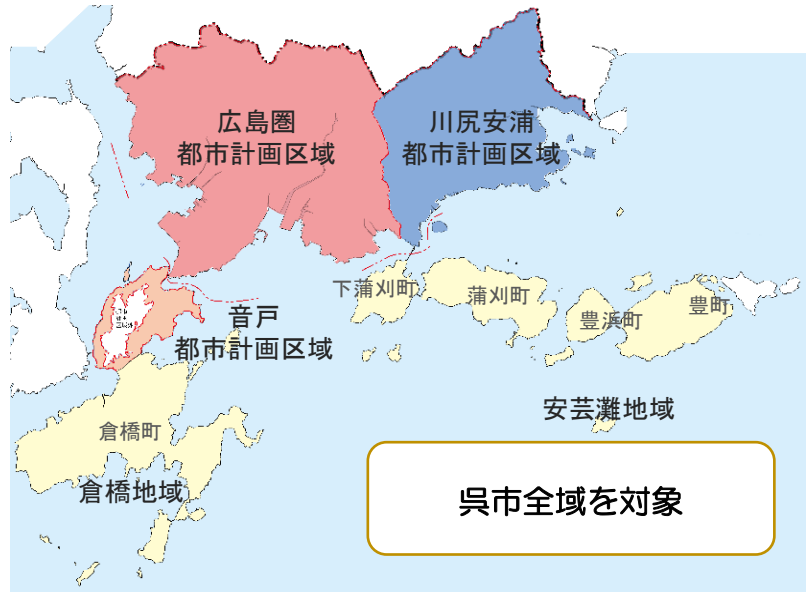 広島圏
都市計画区域
川尻安浦
都市計画区域
下蒲刈町
蒲刈町
豊浜町
豊町
音戸
都市計画区域
安芸灘地域
倉橋町
倉橋地域
呉市全域を対象